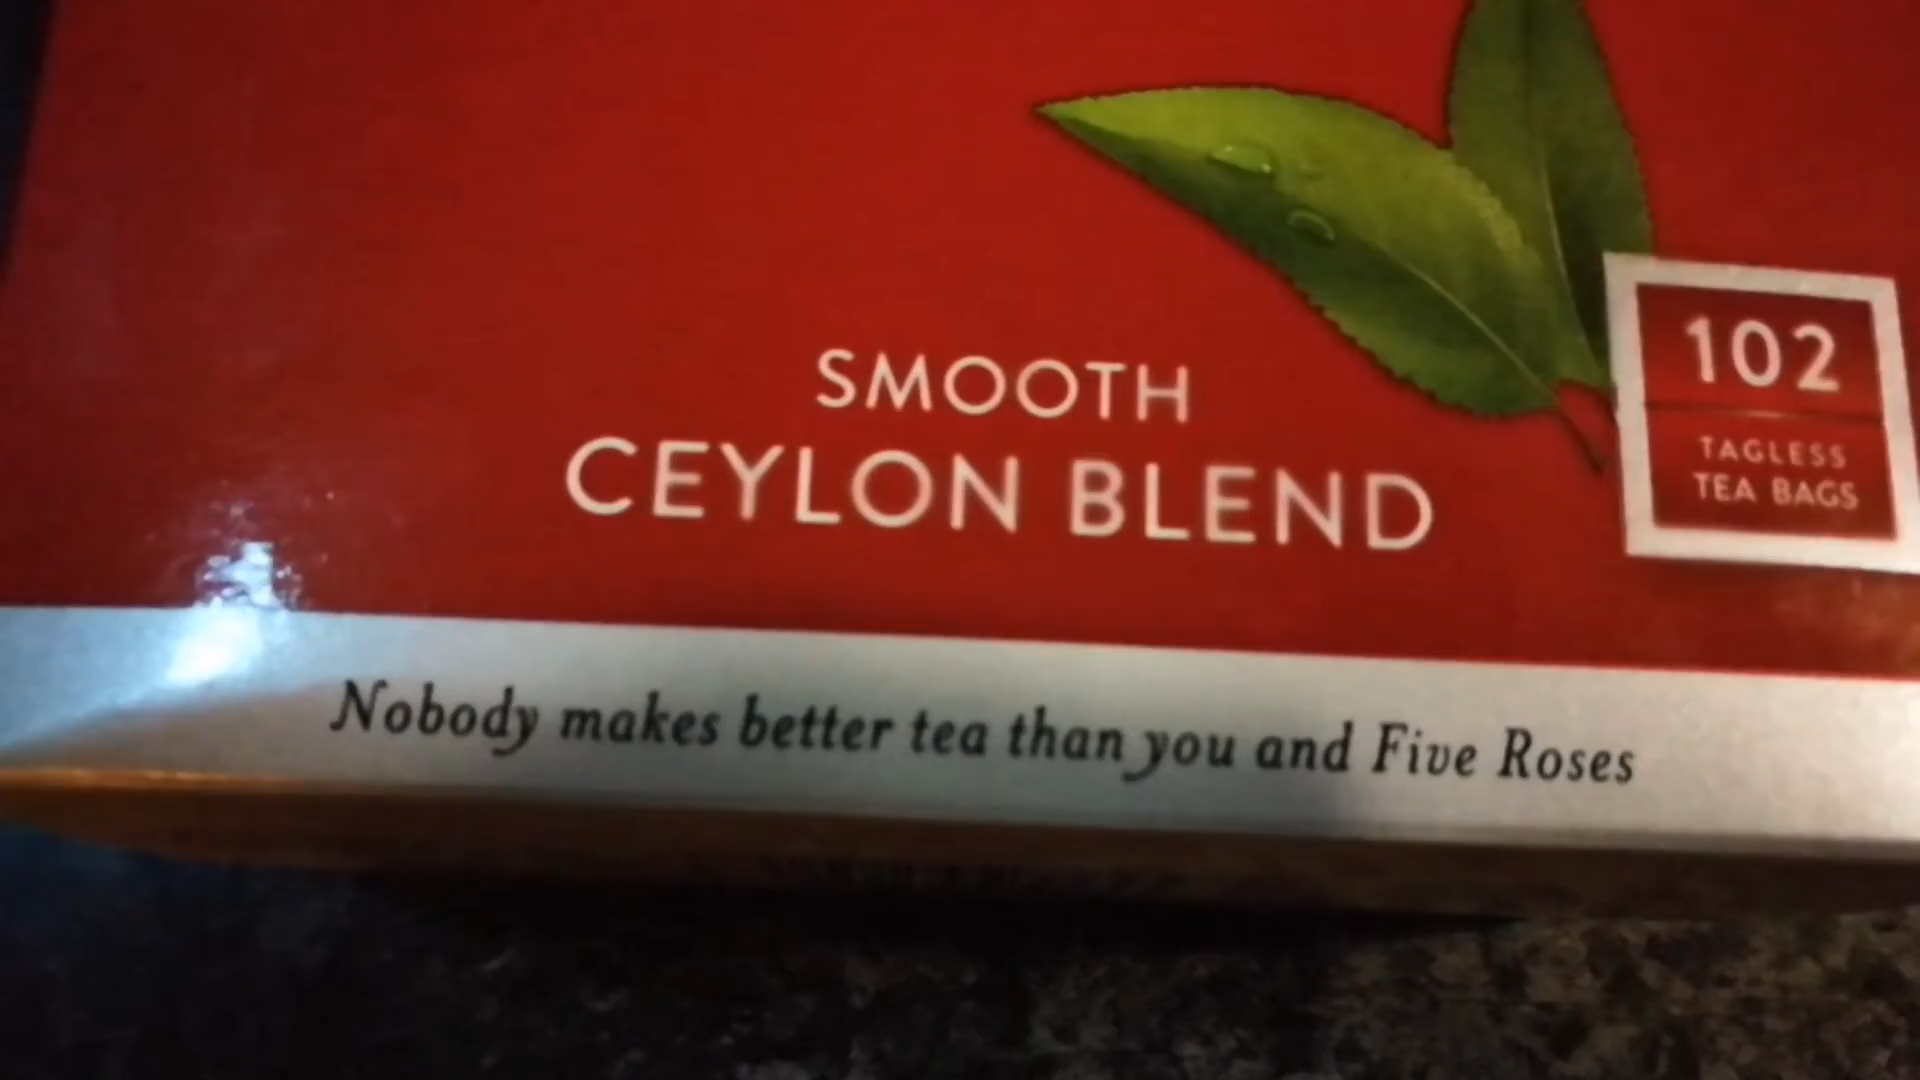 SMOOTH
CEYLON BLEND
102
TAGLESS
TEA BAGS
Nobody makes better tea than you and Five Roses